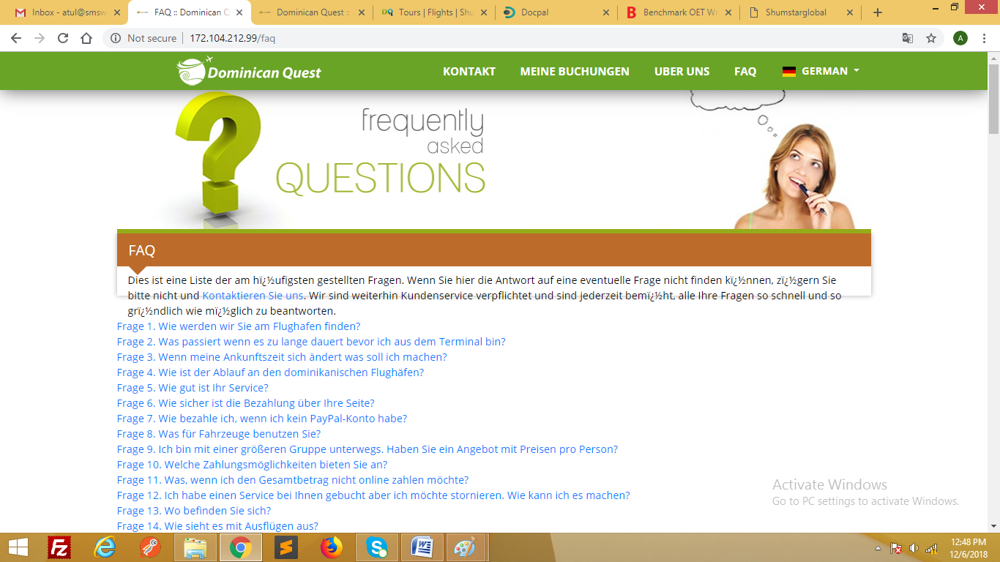 Inbox - atul@smsw
FAQ :: Dominican Q
Dominican Quest ::
Tours | Flights | Shu
Docpal
Benchmark OET Wr
Shumstarglobal
Not secure | 172.104.212.99/faq
A
Dominican Quest
KONTAKT MEINE BUCHUNGEN UBER UNS FAQ GERMAN
frequently
asked
QUESTIONS
FAQ
Dies ist eine Liste der am hï¿½ufigsten gestellten Fragen. Wenn Sie hier die Antwort auf eine eventuelle Frage nicht finden kï¿½nnen, zï¿½gern Sie
bitte nicht und Kontaktieren Sie uns. Wir sind weiterhin Kundenservice verpflichtet und sind jederzeit bemï¿½ht, alle Ihre Fragen so schnell und so
grï¿½ndlich wie mï¿½glich zu beantworten.
Frage 1. Wie werden wir Sie am Flughafen finden?
Frage 2. Was passiert wenn es zu lange dauert bevor ich aus dem Terminal bin?
Frage 3. Wenn meine Ankunftszeit sich ändert was soll ich machen?
Frage 4. Wie ist der Ablauf an den dominikanischen Flughäfen?
Frage 5. Wie gut ist Ihr Service?
Frage 6. Wie sicher ist die Bezahlung über Ihre Seite?
Frage 7. Wie bezahle ich, wenn ich kein PayPal-Konto habe?
Frage 8. Was für Fahrzeuge benutzen Sie?
Frage 9. Ich bin mit einer größeren Gruppe unterwegs. Haben Sie ein Angebot mit Preisen pro Person?
Frage 10. Welche Zahlungsmöglichkeiten bieten Sie an?
Frage 11. Was, wenn ich den Gesamtbetrag nicht online zahlen möchte?
Frage 12. Ich habe einen Service bei Ihnen gebucht aber ich möchte stornieren. Wie kann ich es machen?
Frage 13. Wo befinden Sie sich?
Frage 14. Wie sieht es mit Ausflügen aus?
Activate Windows
Go to PC settings to activate Windows.
12:48 PM
12/6/2018